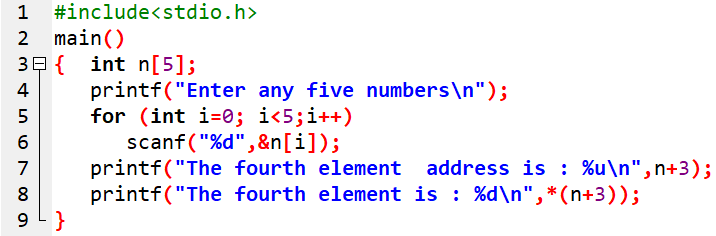 1 #include<stdio.h>
2 main()
3 {  int n[5];
4    printf("Enter any five numbers\n");
5    for (int i=0; i<5;i++)
6       scanf("%d",&n[i]);
7    printf("The fourth element  address is : %u\n",n+3);
8    printf("The fourth element is : %d\n",*(n+3));
9 }